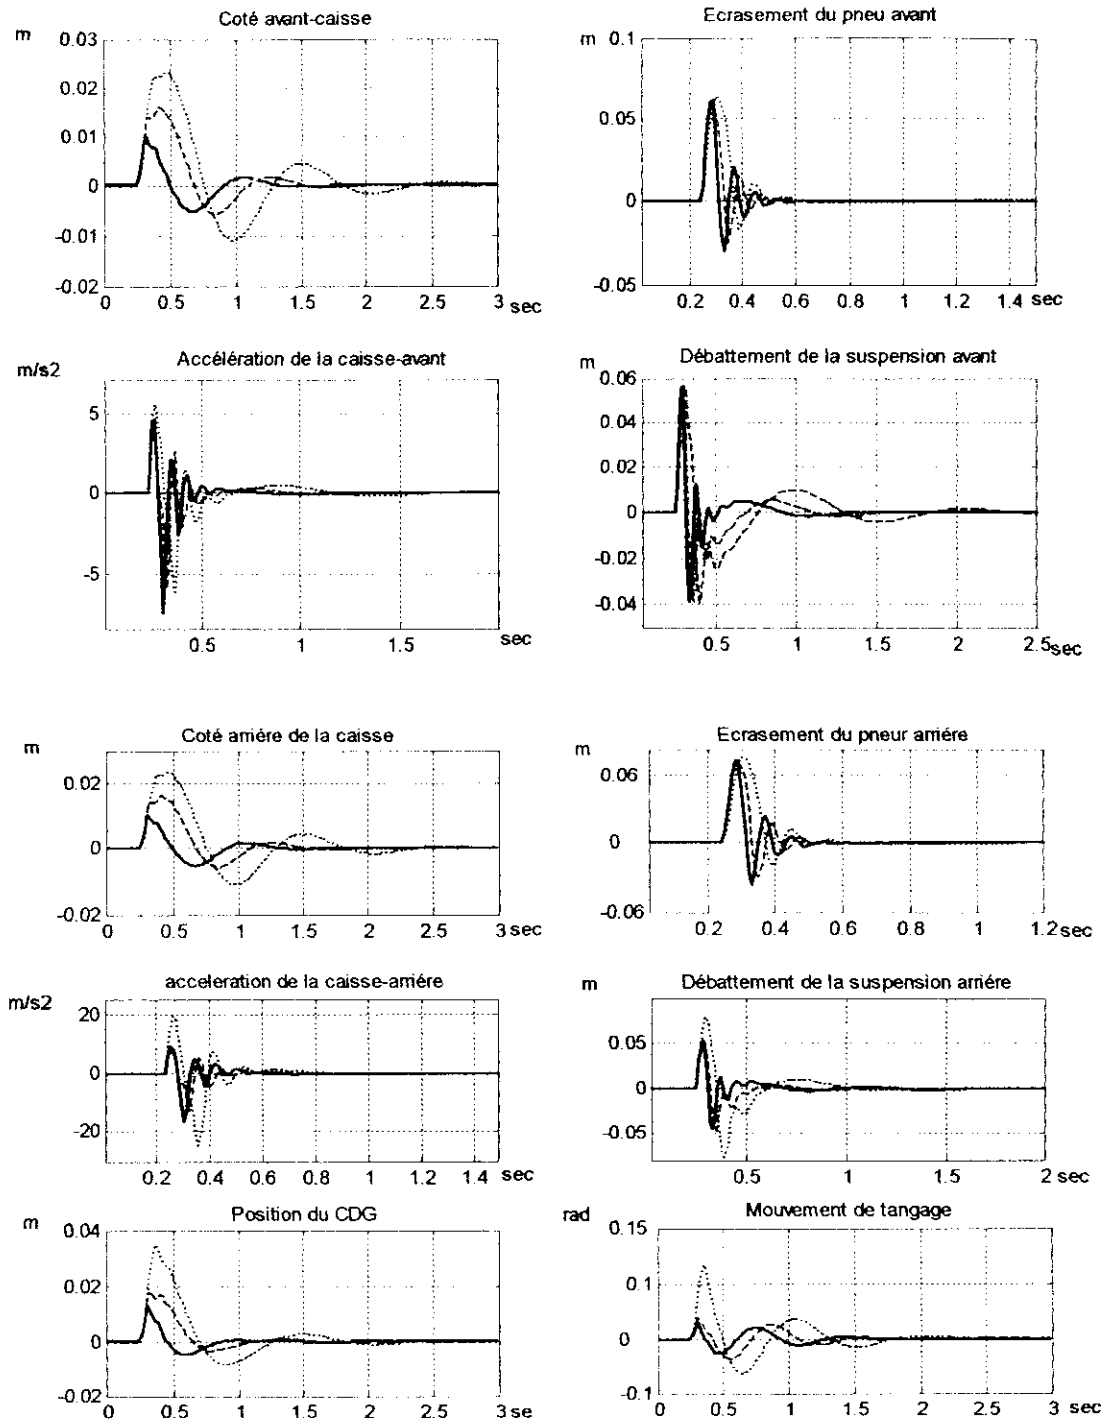 Coté avant-caisse
m
0.03
0.02
0.01
0
-0.01
-0.02
0 0.5 1 1.5 2 2.5 3 sec
Ecrasement du pneu avant
m
0.1
0.05
0
-0.05
0.2 0.4 0.6 0.8 1 1.2 1.4 sec
Accélération de la caisse-avant
m/s2
5
0
-5
0.5 1 1.5 sec
Débattement de la suspension avant
m
0.06
0.04
0.02
0
-0.02
-0.04
0.5 1 1.5 2 2.5 sec
Coté arriére de la caisse
m
0.02
0
-0.02
0 0.5 1 1.5 2 2.5 3 sec
Ecrasement du pneur arriére
m
0.06
0
-0.06
0.2 0.4 0.6 0.8 1 1.2 sec
acceleration de la caisse-arriére
m/s2
20
0
-20
0.2 0.4 0.6 0.8 1 1.2 1.4 sec
Débattement de la suspension arriére
m
0.05
0
-0.05
0.5 1 1.5 2 sec
Position du CDG
m
0.04
0.02
0
-0.02
0 0.5 1 1.5 2 2.5 3 se
Mouvement de tangage
rad
0.15
0.1
0
-0.1
0 0.5 1 1.5 2 2.5 3 sec